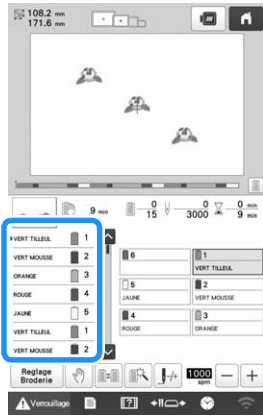 108.2 mm
171.6 mm
9 min
0
15
0
3000
0 min
9 min
VERT TILLEUL 1
VERT MOUSSE 2
ORANGE 3
ROUGE 4
JAUNE 5
VERT TILLEUL 1
VERT MOUSSE 2
6
1
VERT TILLEUL
5
JAUNE
2
VERT MOUSSE
4
ROUGE
3
ORANGE
Reglage
Broderie
1000
spm
Verrouillage